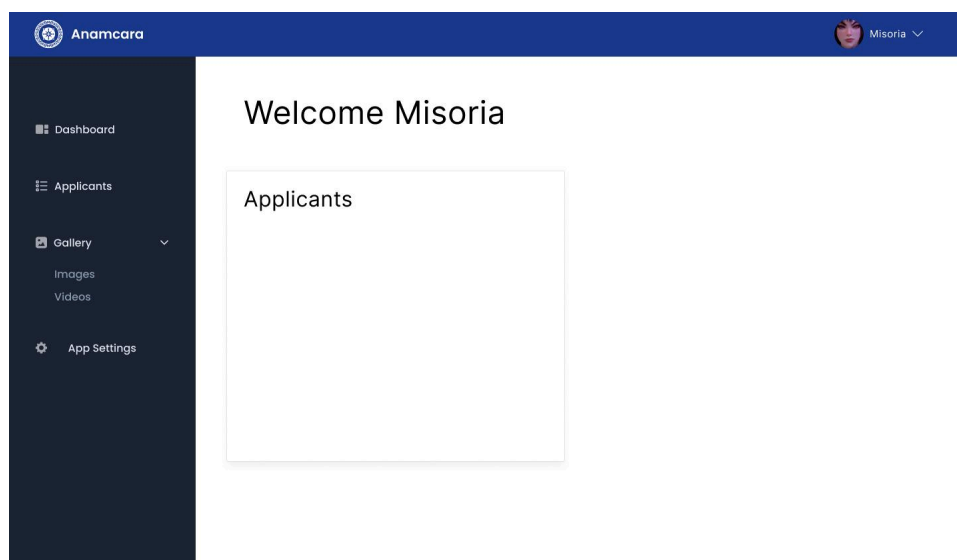 Anamcara
Misoria
Dashboard
Applicants
Gallery
Images
Videos
App Settings
Welcome Misoria
Applicants